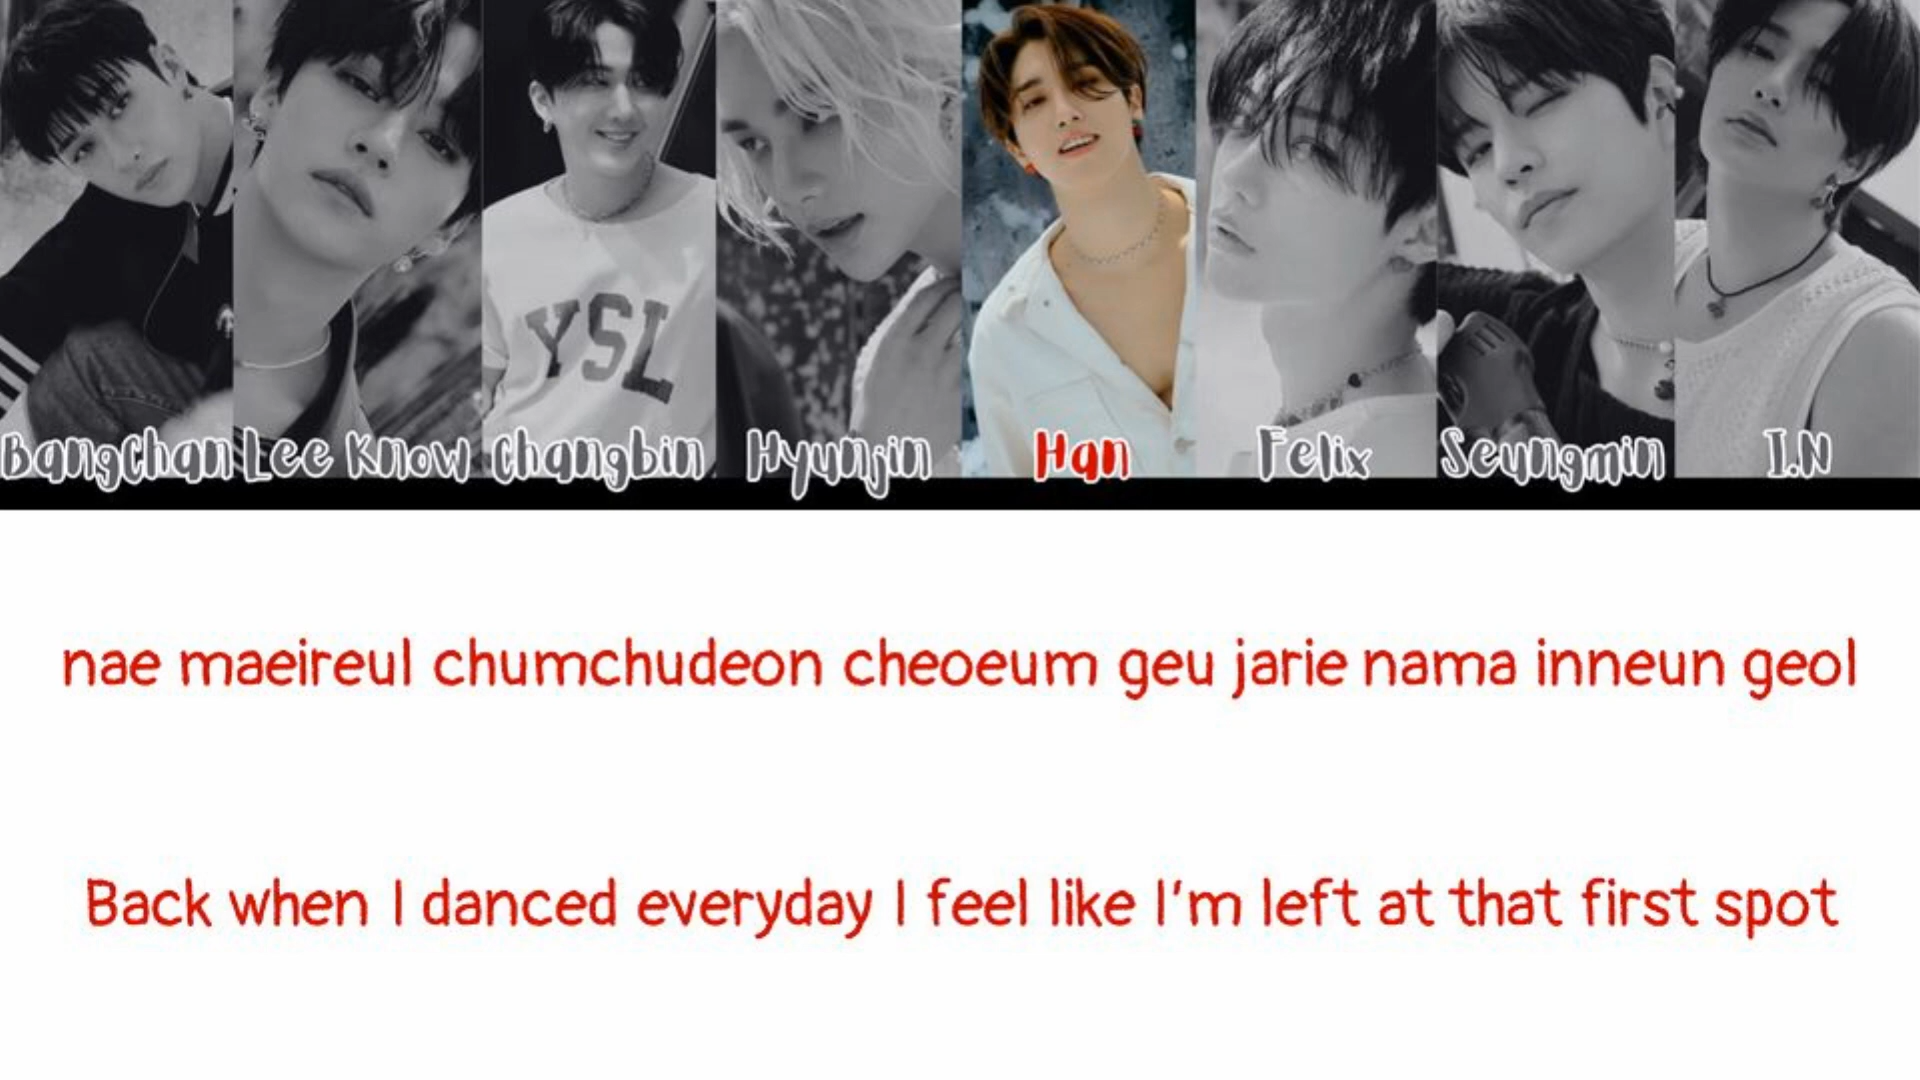 YSL
BangChan Lee Know Changbin Hyunjin Han Felix Seungmin I.N
nae maeireul chumchudeon cheoeum geu jarie nama inneun geol
Back when I danced everyday I feel like I'm left at that first spot